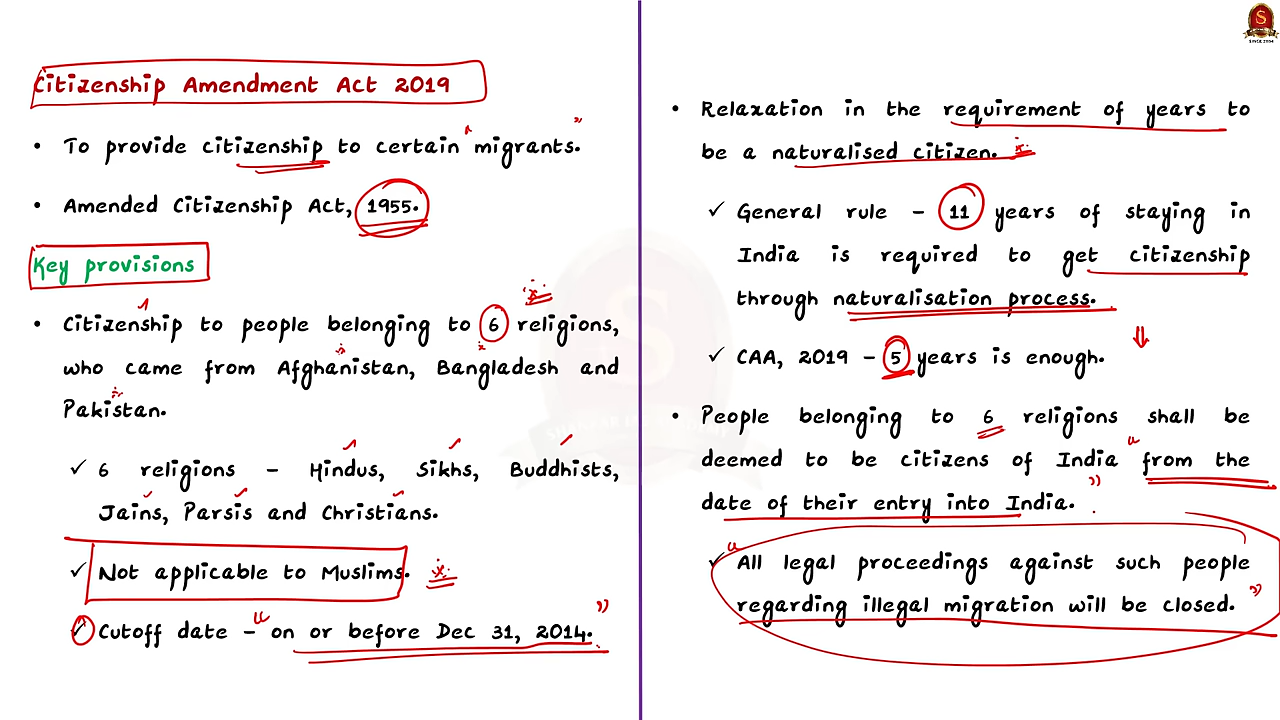 Citizenship Amendment Act 2019
• To provide citizenship to certain migrants.
• Amended Citizenship Act, 1955.
Key provisions
• Citizenship to people belonging to 6 religions,
who came from Afghanistan, Bangladesh and
Pakistan.
✓ 6 religions - Hindus, Sikhs, Buddhists,
Jains, Parsis and Christians.
✓ Not applicable to Muslims.
✓ Cutoff date - on or before Dec 31, 2014.
• Relaxation in the requirement of years to
be a naturalised citizen.
✓ General rule - 11 years of staying in
India is required to get citizenship
through naturalisation process.
✓ CAA, 2019 - 5 years is enough.
• People belonging to 6 religions shall be
deemed to be citizens of India from the
date of their entry into India.
✓ All legal proceedings against such people
regarding illegal migration will be closed.